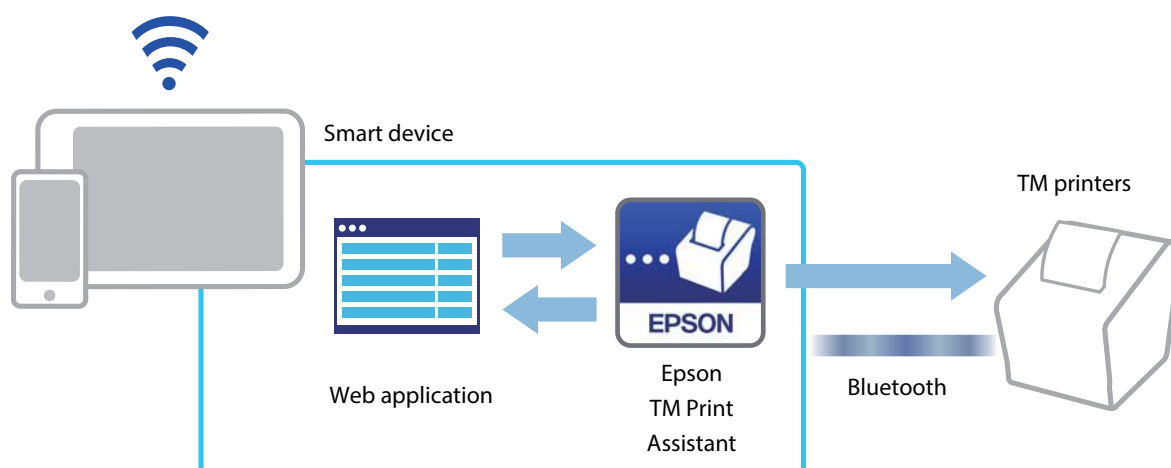 Smart device
TM printers
EPSON
Web application
Epson
TM Print
Assistant
Bluetooth